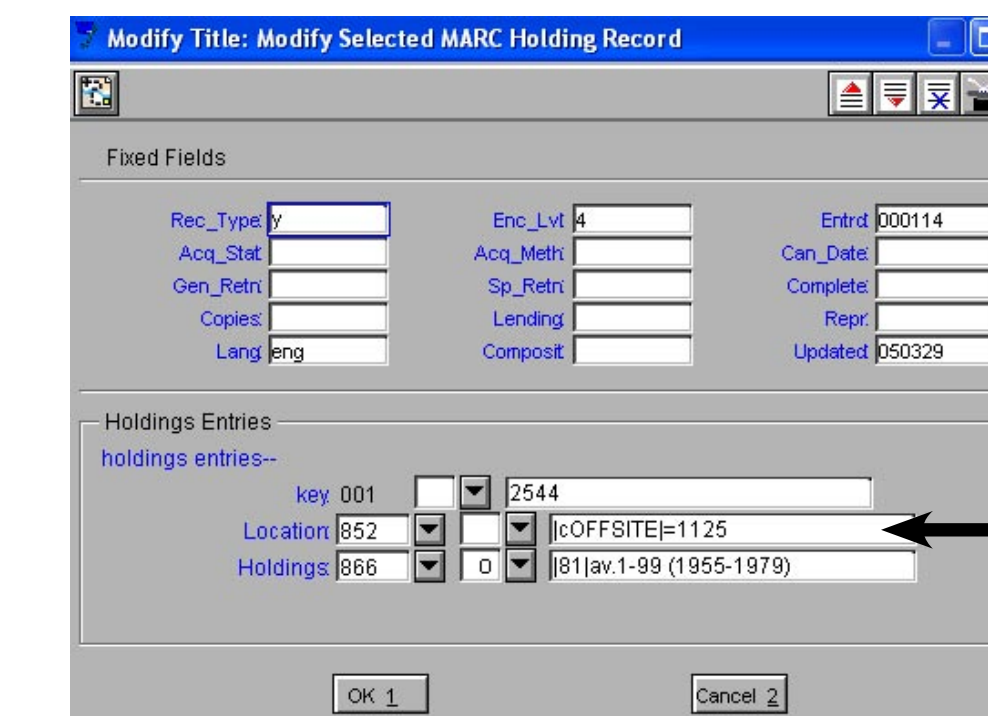 Modify Title: Modify Selected MARC Holding Record
Fixed Fields
Rec_Type: y Enc_Lvl: 4 Entrd: 000114
Acq_Stat: Acq_Meth: Can_Date:
Gen_Retn: Sp_Retn: Complete:
Copies: Lending: Repr:
Lang: eng Composit: Updated: 050329
Holdings Entries
holdings entries--
key: 001 2544
Location: 852 |cOFFSITE|=1125
Holdings: 866 0 |81|av.1-99 (1955-1979)
OK 1 Cancel 2